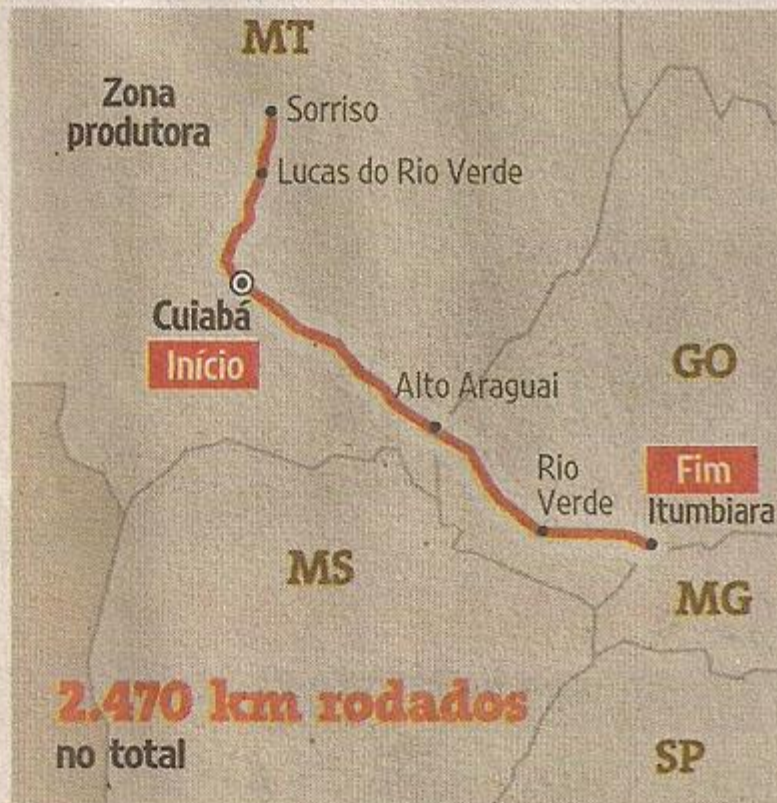 MT
Zona
produtora
Sorriso
Lucas do Rio Verde
Cuiabá
Início
Alto Araguai
GO
Rio
Verde
Fim
Itumbiara
MS
MG
2.470 km rodados
no total
SP